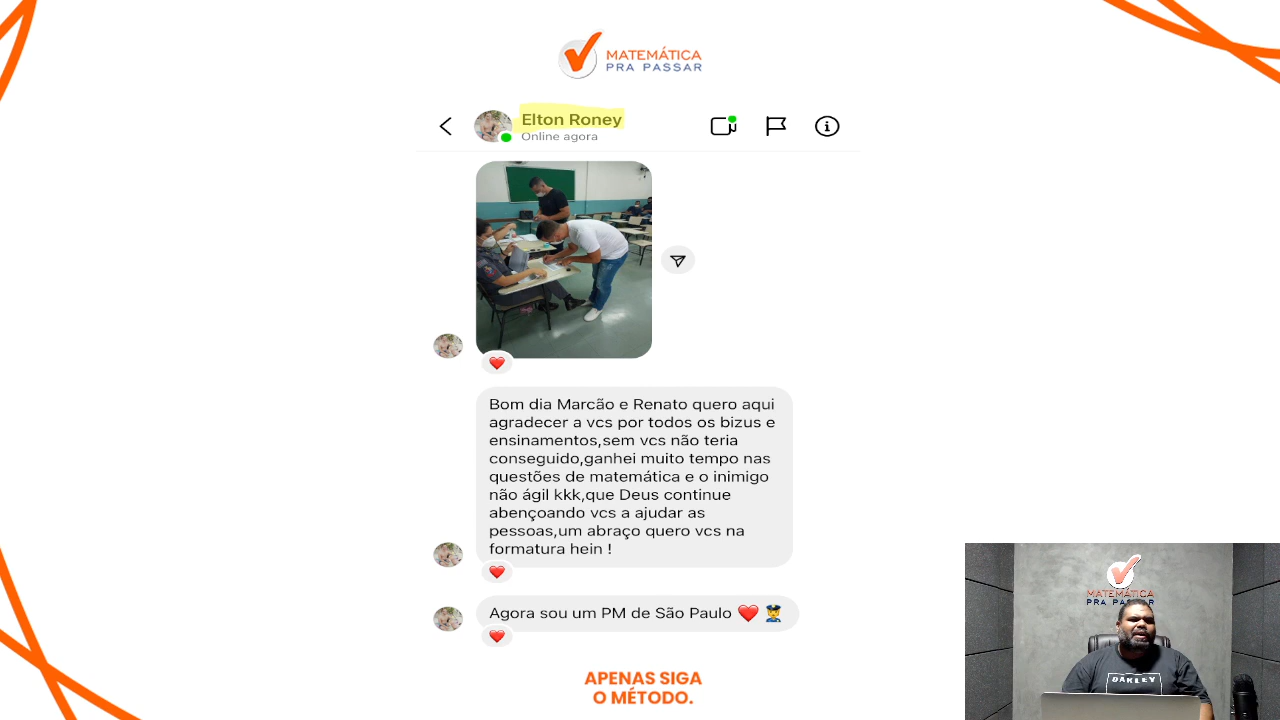 MATEMÁTICA
PRA PASSAR
Elton Roney
Online agora
Bom dia Marcão e Renato quero aqui
agradecer a vcs por todos os bizus e
ensinamentos,sem vcs não teria
conseguido,ganhei muito tempo nas
questões de matemática e o inimigo
não ágil kkk,que Deus continue
abençoando vcs a ajudar as
pessoas,um abraço quero vcs na
formatura hein !
Agora sou um PM de São Paulo ❤️ 👮
APENAS SIGA
O MÉTODO.
MATEMÁTICA
PRA PASSAR
OAKLEY